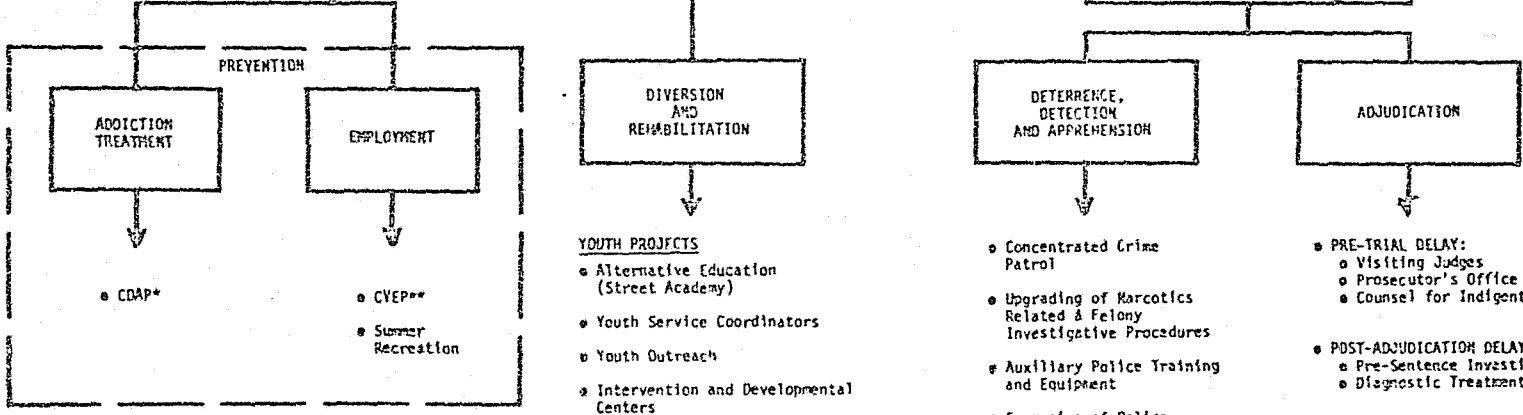 PREVENTION
ADDICTION
TREATMENT
EMPLOYMENT
• CDAP*
• CYEP**
• Summer
Recreation
DIVERSION
AND
REHABILITATION
YOUTH PROJECTS
• Alternative Education
(Street Academy)
• Youth Service Coordinators
• Youth Outreach
• Intervention and Developmental
Centers
DETERRENCE,
DETECTION
AND APPREHENSION
• Concentrated Crime
Patrol
• Upgrading of Narcotics
Related & Felony
Investigative Procedures
• Auxiliary Police Training
and Equipment
ADJUDICATION
• PRE-TRIAL DELAY:
o Visiting Judges
o Prosecutor's Office
• Counsel for Indigent
• POST-ADJUDICATION DELAY
• Pre-Sentence Investi
• Diagnostic Treatment